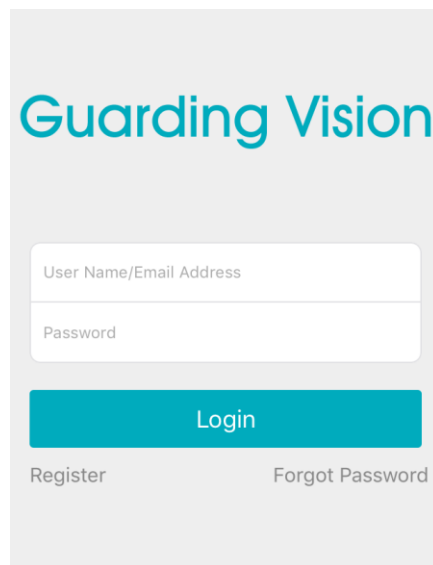 Guarding Vision
User Name/Email Address
Password
Login
Register Forgot Password